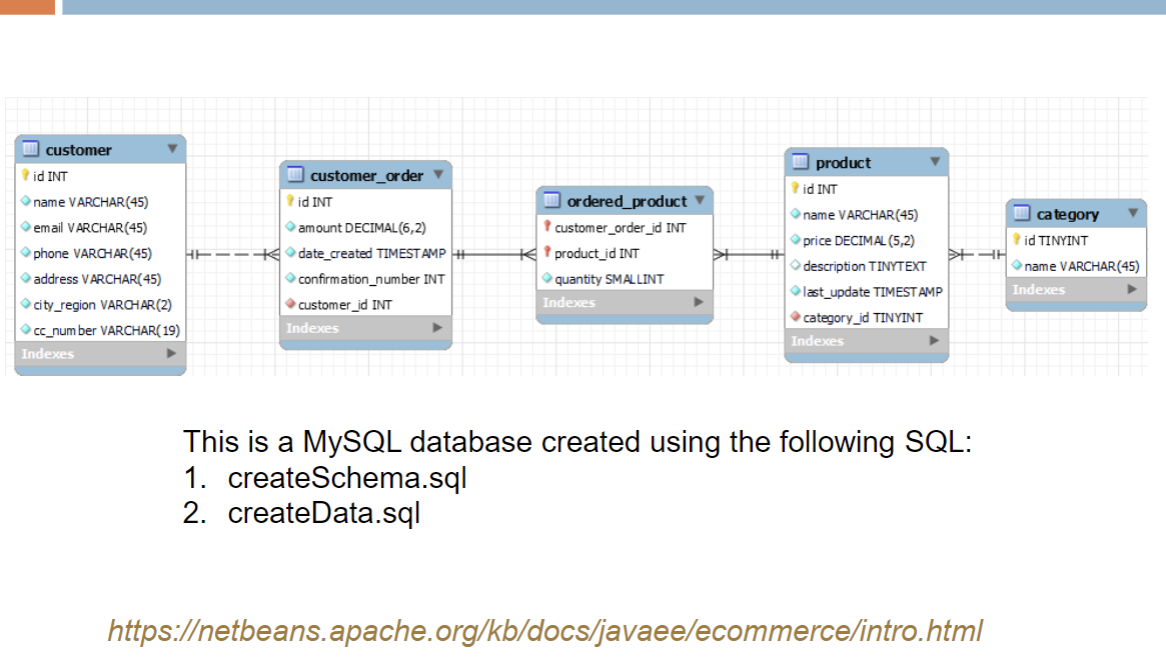 customer
id INT
name VARCHAR(45)
email VARCHAR(45)
phone VARCHAR(45)
address VARCHAR(45)
city_region VARCHAR(2)
cc_number VARCHAR(19)
Indexes
customer_order
id INT
amount DECIMAL(6,2)
date_created TIMESTAMP
confirmation_number INT
customer_id INT
Indexes
ordered_product
customer_order_id INT
product_id INT
quantity SMALLINT
Indexes
product
id INT
name VARCHAR(45)
price DECIMAL(5,2)
description TINYTEXT
last_update TIMESTAMP
category_id TINYINT
Indexes
category
id TINYINT
name VARCHAR(45)
Indexes
This is a MySQL database created using the following SQL:
1. createSchema.sql
2. createData.sql
https://netbeans.apache.org/kb/docs/javaee/ecommerce/intro.html